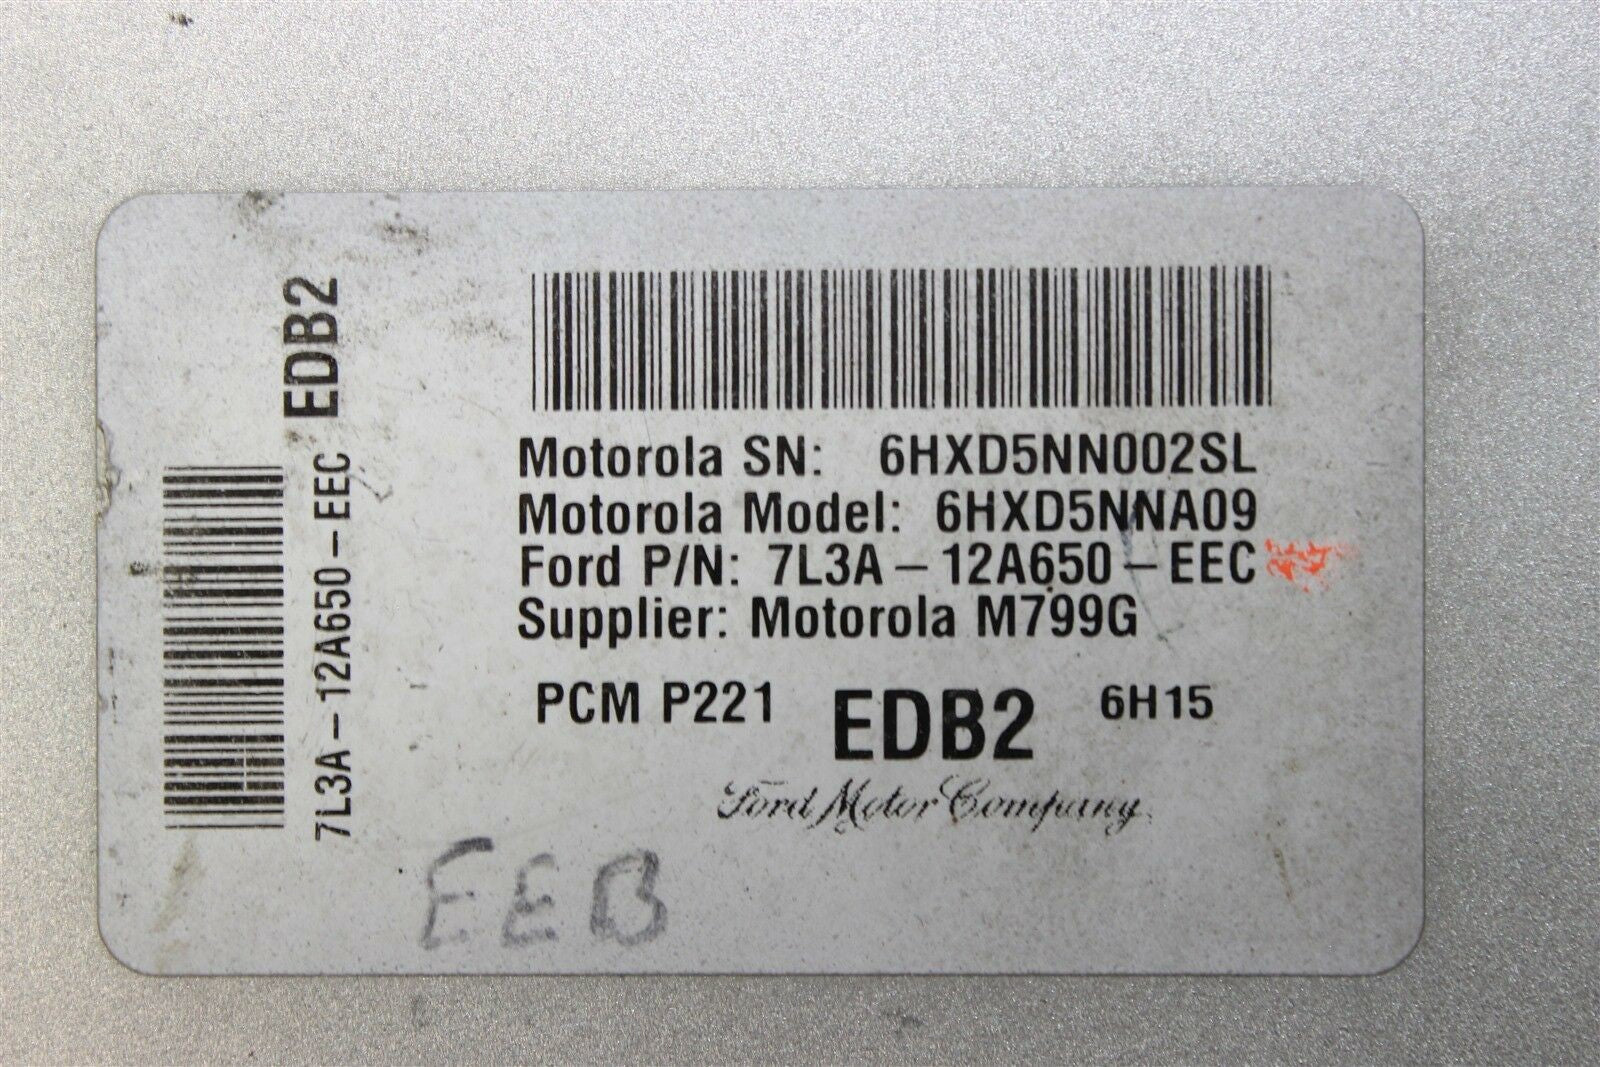 EDB2
7L3A-12A650-EEC
Motorola SN: 6HXD5NN002SL
Motorola Model: 6HXD5NNA09
Ford P/N: 7L3A-12A650-EEC
Supplier: Motorola M799G
PCM P221 EDB2 6H15
Ford Motor Company
EEB